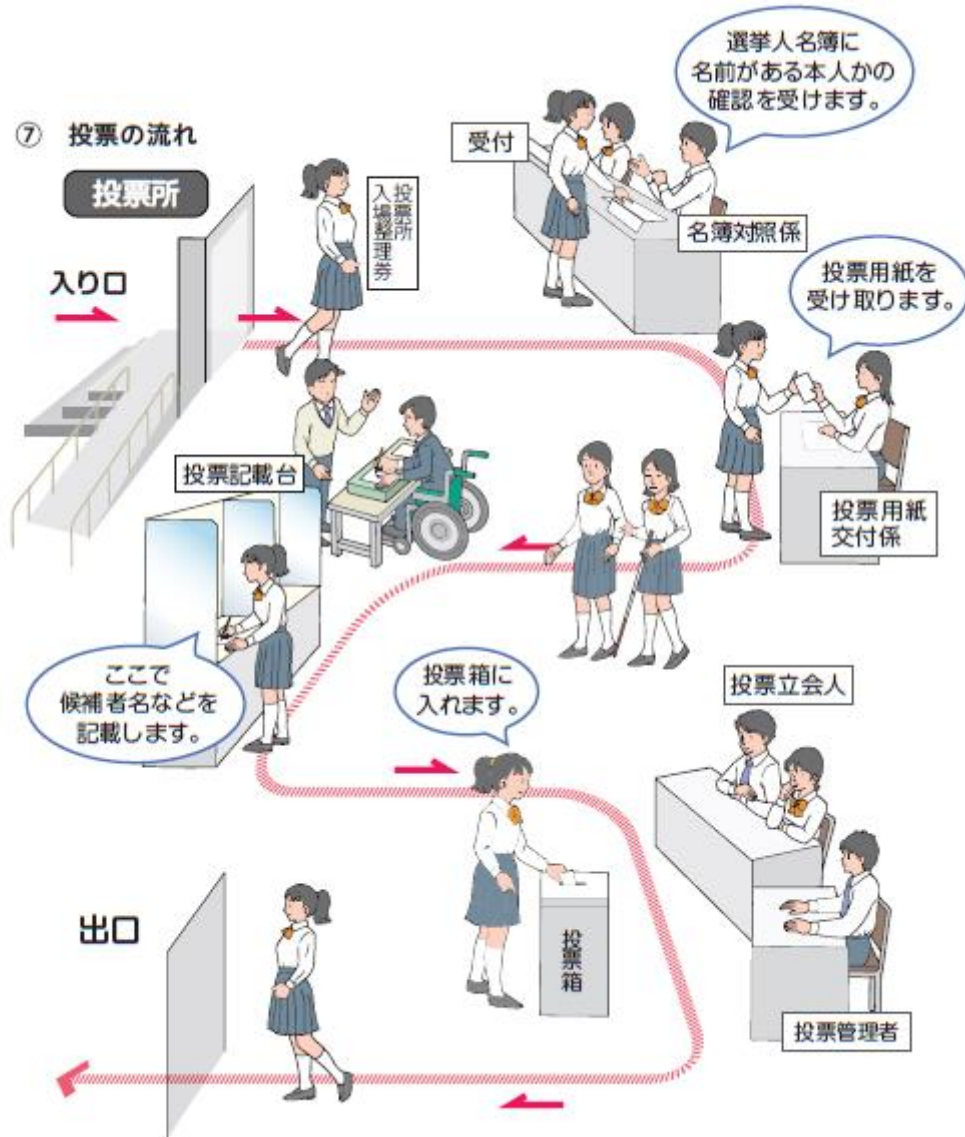 ⑦ 投票の流れ
投票所
入り口
投票所
入場整理券
受付
選挙人名簿に
名前がある本人かの
確認を受けます。
名簿対照係
投票用紙を
受け取ります。
投票用紙
交付係
投票記載台
ここで
候補者名などを
記載します。
投票箱に
入れます。
投票箱
投票立会人
投票管理者
出口